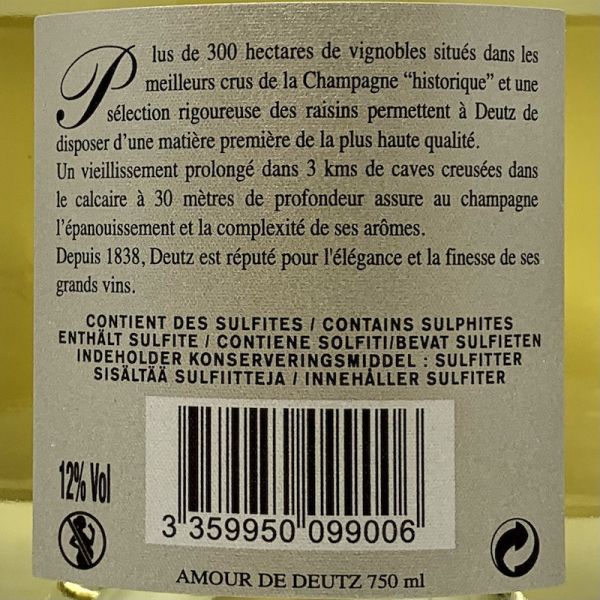 Plus de 300 hectares de vignobles situés dans les
meilleurs crus de la Champagne “historique” et une
sélection rigoureuse des raisins permettent à Deutz de
disposer d’une matière première de la plus haute qualité.
Un vieillissement prolongé dans 3 kms de caves creusées dans
le calcaire à 30 mètres de profondeur assure au champagne
l’épanouissement et la complexité de ses arômes.
Depuis 1838, Deutz est réputé pour l'élégance et la finesse de ses
grands vins.
CONTIENT DES SULFITES / CONTAINS SULPHITES
ENTHÄLT SULFITE / CONTIENE SOLFITI/BEVAT SULFIETEN
INDEHOLDER KONSERVERINGSMIDDEL : SULFITTER
SISÄLTÄÄ SULFIITTEJA / INNEHÅLLER SULFITER
12% Vol
3 359950 099006
AMOUR DE DEUTZ 750 ml